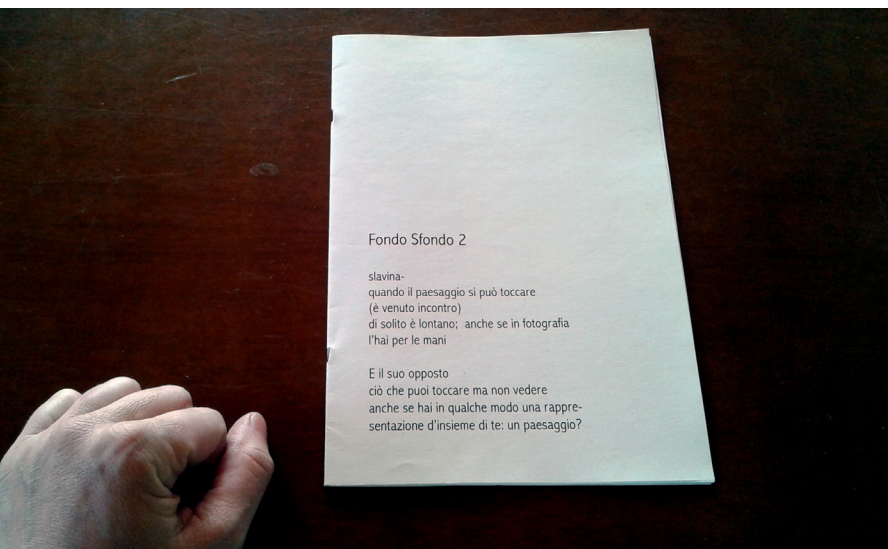 Fondo Sfondo 2
slavina-
quando il paesaggio si può toccare
(è venuto incontro)
di solito è lontano; anche se in fotografia
l'hai per le mani
E il suo opposto
ciò che puoi toccare ma non vedere
anche se hai in qualche modo una rappre-
sentazione d'insieme di te: un paesaggio?